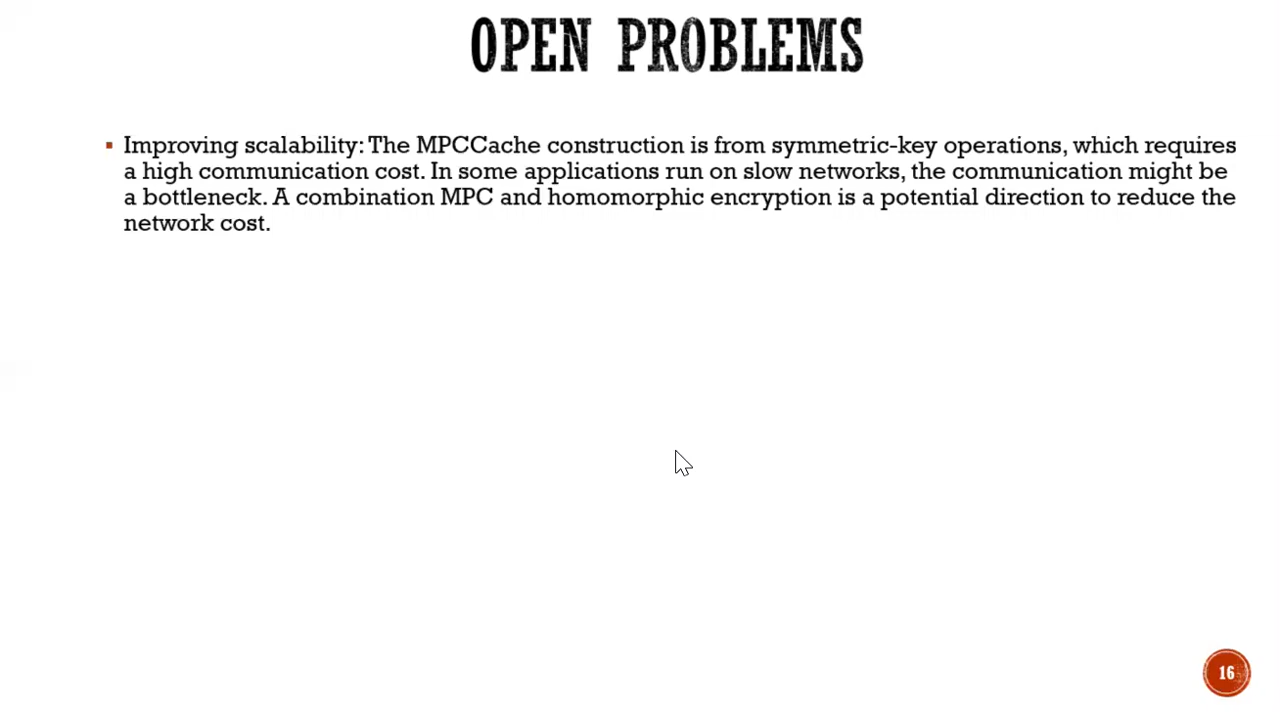 OPEN PROBLEMS
▪ Improving scalability: The MPCCache construction is from symmetric-key operations, which requires
a high communication cost. In some applications run on slow networks, the communication might be
a bottleneck. A combination MPC and homomorphic encryption is a potential direction to reduce the
network cost.
16